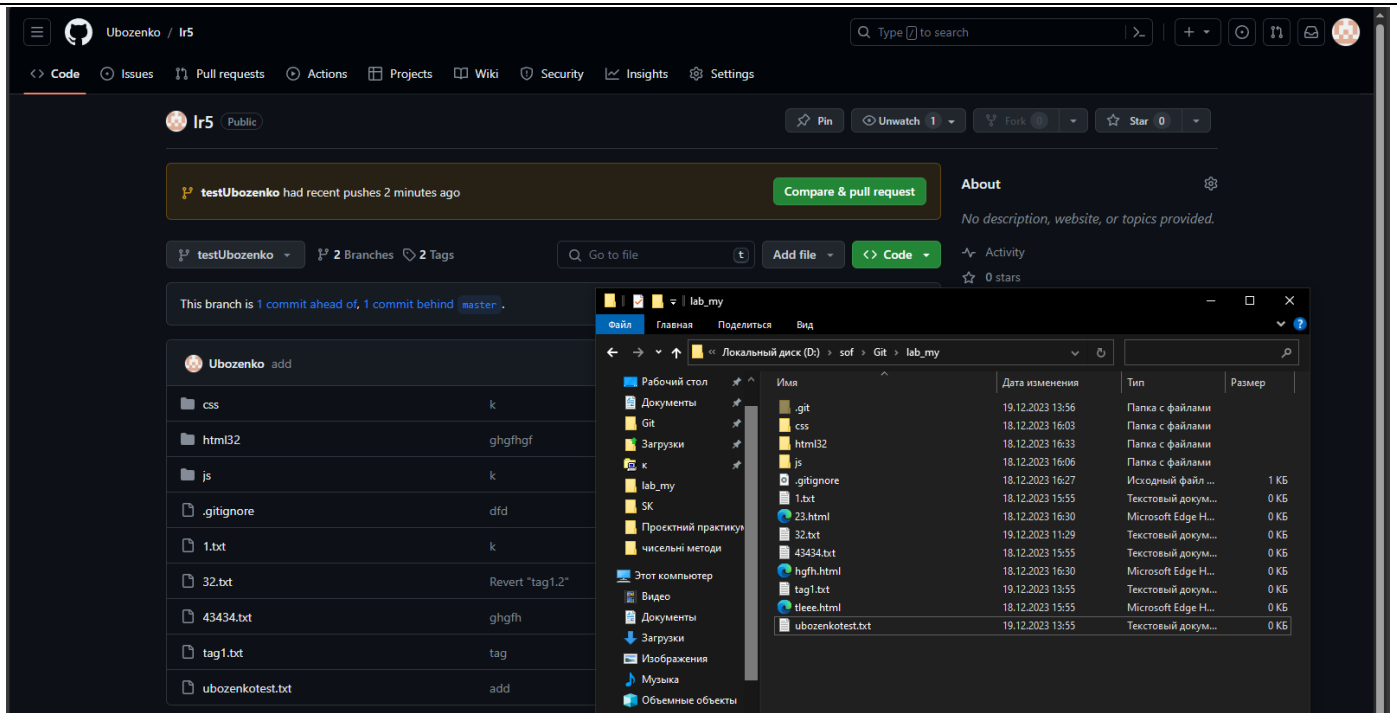 Ubozenko / lr5
Type / to search
Code Issues Pull requests Actions Projects Wiki Security Insights Settings
lr5 Public
Pin Unwatch 1 Fork 0 Star 0
testUbozenko had recent pushes 2 minutes ago
Compare & pull request
About
No description, website, or topics provided.
testUbozenko 2 Branches 2 Tags
Go to file t
Add file Code
Activity
0 stars
This branch is 1 commit ahead of, 1 commit behind master .
Ubozenko add
css k
html32 ghgfhgf
js k
.gitignore dfd
1.txt k
32.txt Revert "tag1.2"
43434.txt ghgfh
tag1.txt tag
ubozenkotest.txt add
lab_my
Файл Главная Поделиться Вид
« Локальный диск (D:) › sof › Git › lab_my
Рабочий стол
Документы
Git
Загрузки
к
lab_my
SK
Проєктний практикум
чисельні методи
Этот компьютер
Видео
Документы
Загрузки
Изображения
Музыка
Объемные объекты
Имя Дата изменения Тип Размер
.git 19.12.2023 13:56 Папка с файлами
css 18.12.2023 16:03 Папка с файлами
html32 18.12.2023 16:33 Папка с файлами
js 18.12.2023 16:06 Папка с файлами
.gitignore 18.12.2023 16:27 Исходный файл ... 1 КБ
1.txt 18.12.2023 15:55 Текстовый докум... 0 КБ
23.html 18.12.2023 16:30 Microsoft Edge H... 0 КБ
32.txt 19.12.2023 11:29 Текстовый докум... 0 КБ
43434.txt 18.12.2023 15:55 Текстовый докум... 0 КБ
hgfh.html 18.12.2023 16:30 Microsoft Edge H... 0 КБ
tag1.txt 19.12.2023 13:55 Текстовый докум... 0 КБ
tleee.html 18.12.2023 15:55 Microsoft Edge H... 0 КБ
ubozenkotest.txt 19.12.2023 13:55 Текстовый докум... 0 КБ